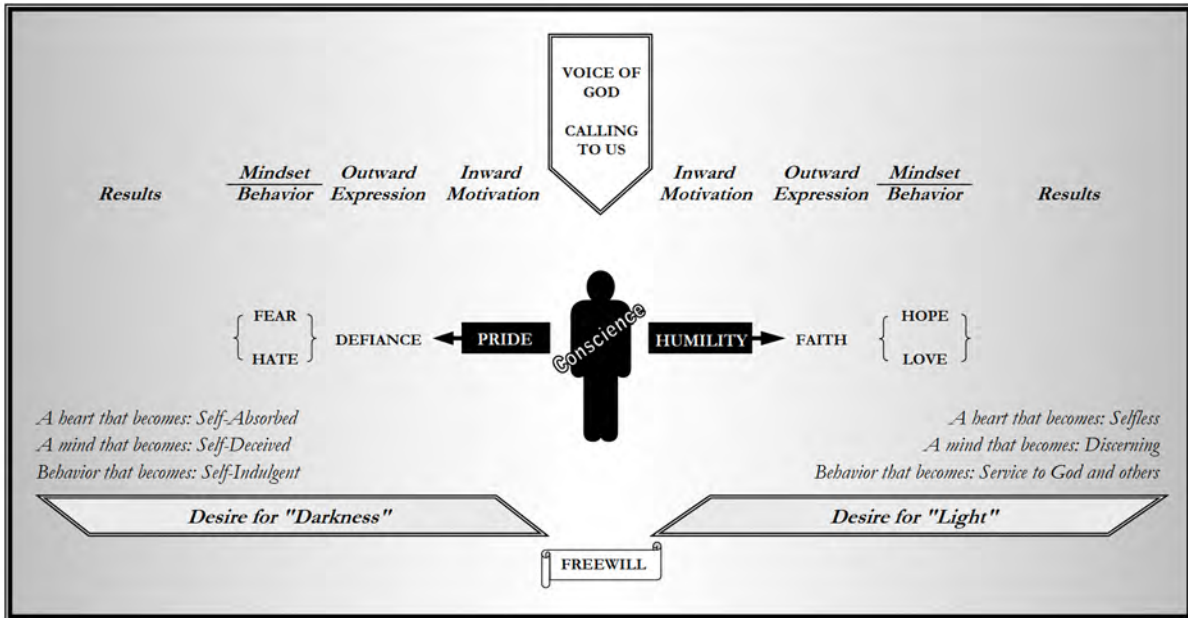 VOICE OF
GOD
CALLING
TO US
Results
Mindset
Behavior
Outward
Expression
Inward
Motivation
Inward
Motivation
Outward
Expression
Mindset
Behavior
Results
FEAR
HATE
DEFIANCE
PRIDE
Conscience
HUMILITY
FAITH
HOPE
LOVE
A heart that becomes: Self-Absorbed
A mind that becomes: Self-Deceived
Behavior that becomes: Self-Indulgent
A heart that becomes: Selfless
A mind that becomes: Discerning
Behavior that becomes: Service to God and others
Desire for "Darkness"
Desire for "Light"
FREEWILL